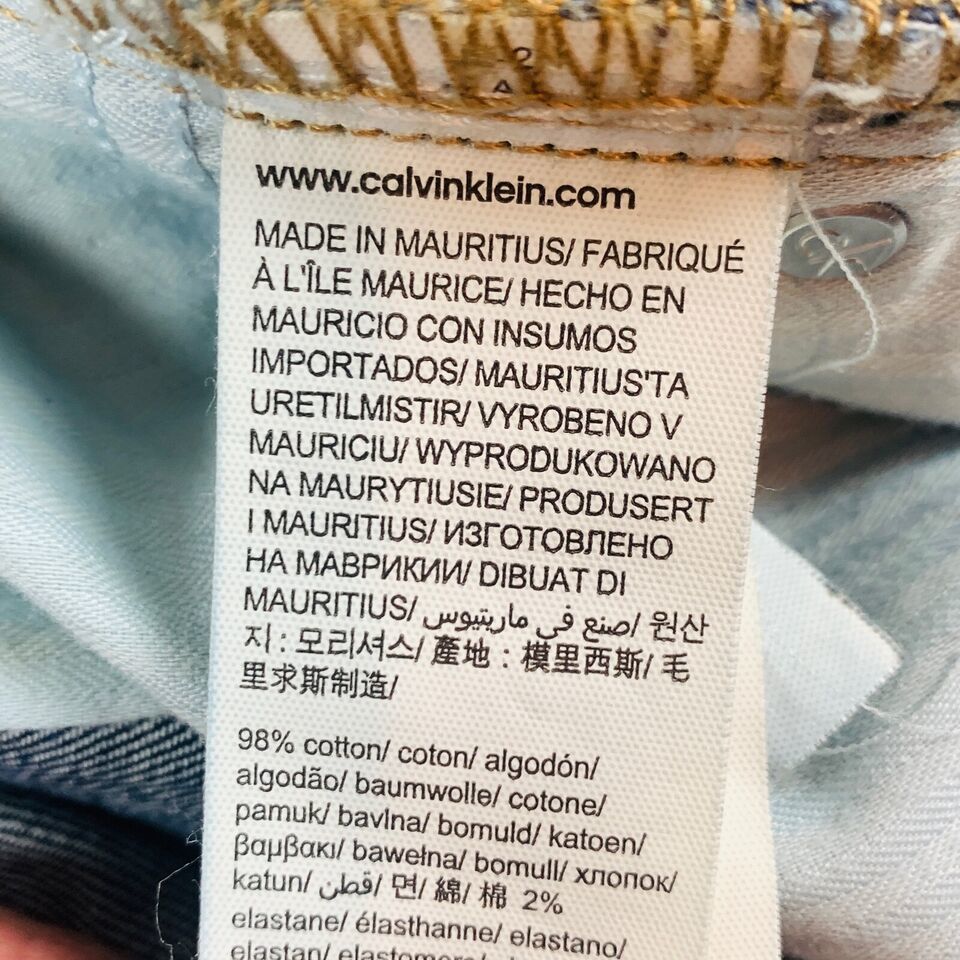 www.calvinklein.com
MADE IN MAURITIUS/ FABRIQUÉ
À L'ÎLE MAURICE/ HECHO EN
MAURICIO CON INSUMOS
IMPORTADOS/ MAURITIUS'TA
URETILMISTIR/ VYROBENO V
MAURICIU/ WYPRODUKOWANO
NA MAURYTIUSIE/ PRODUSERT
I MAURITIUS/ ИЗГОТОВЛЕНО
НА МАВРИКИИ/ DIBUAT DI
MAURITIUS/ صنع في ماريتيوس/ 원산
지 : 모리셔스/ 產地 : 模里西斯/ 毛
里求斯制造/
98% cotton/ coton/ algodón/
algodão/ baumwolle/ cotone/
pamuk/ bavlna/ bomuld/ katoen/
βαμβακι/ bawełna/ bomull/ хлопок/
katun/ قطن/ 면/ 綿/ 棉 2%
elastane/ élasthanne/ elastano/
elastan/ elastomero/